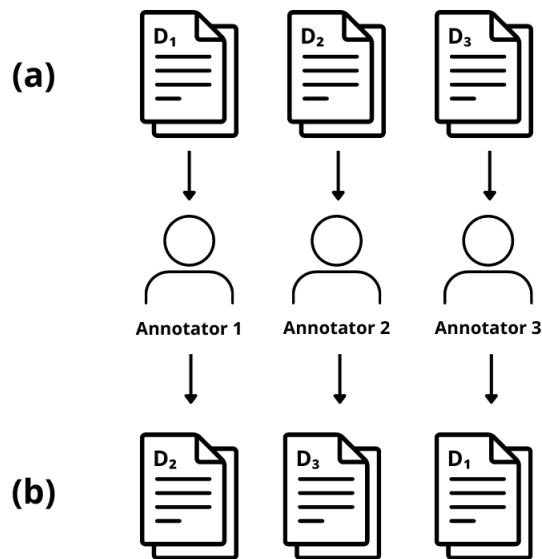 (a)
D₁ D₂ D₃
Annotator 1 Annotator 2 Annotator 3
(b)
D₂ D₃ D₁